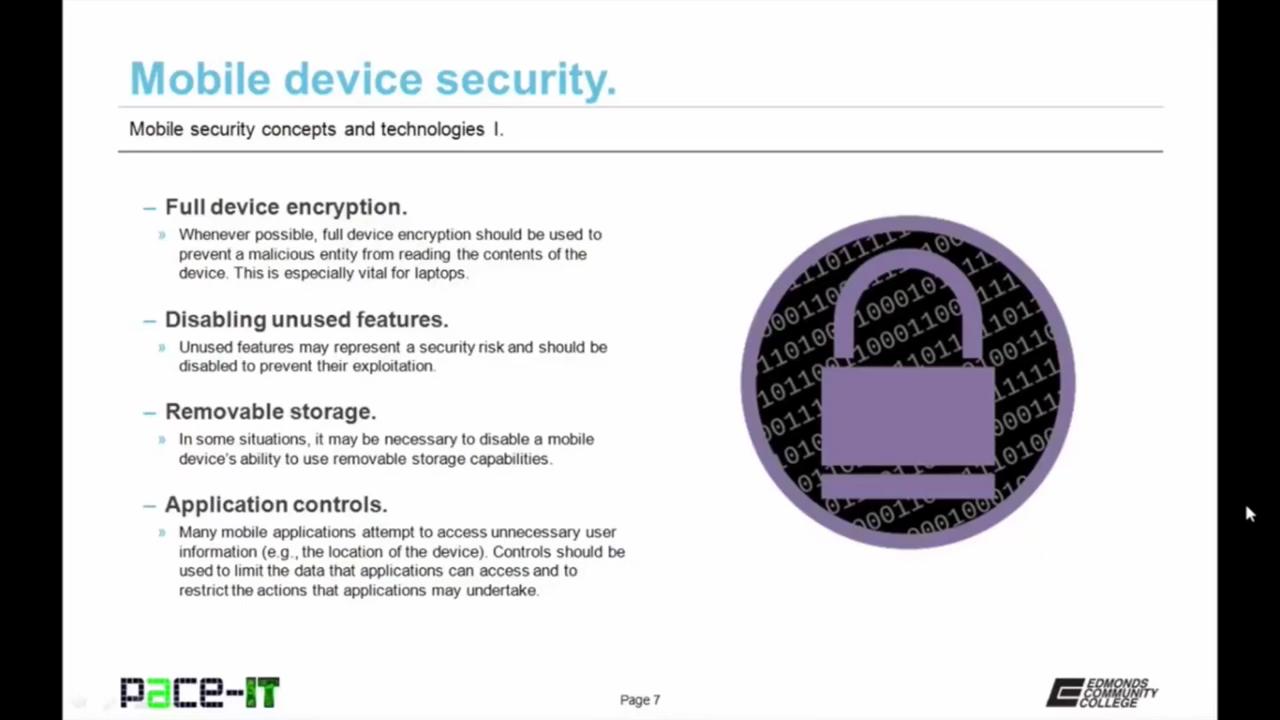 Mobile device security.
Mobile security concepts and technologies I.
– Full device encryption.
» Whenever possible, full device encryption should be used to
prevent a malicious entity from reading the contents of the
device. This is especially vital for laptops.
– Disabling unused features.
» Unused features may represent a security risk and should be
disabled to prevent their exploitation.
– Removable storage.
» In some situations, it may be necessary to disable a mobile
device's ability to use removable storage capabilities.
– Application controls.
» Many mobile applications attempt to access unnecessary user
information (e.g., the location of the device). Controls should be
used to limit the data that applications can access and to
restrict the actions that applications may undertake.
pace-IT
Page 7
EDMONDS
COMMUNITY
COLLEGE